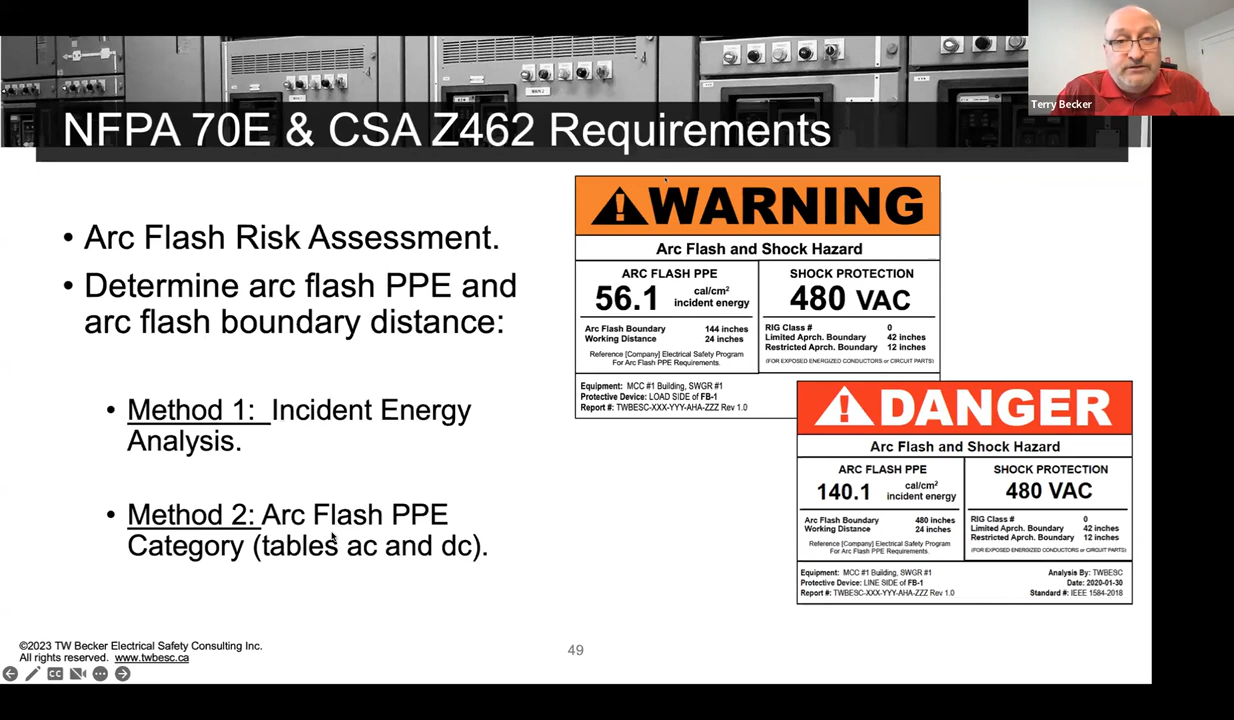 Terry Becker
NFPA 70E & CSA Z462 Requirements
• Arc Flash Risk Assessment.
• Determine arc flash PPE and
arc flash boundary distance:
• Method 1: Incident Energy
Analysis.
• Method 2: Arc Flash PPE
Category (tables ac and dc).
WARNING
Arc Flash and Shock Hazard
ARC FLASH PPE
56.1 cal/cm² incident energy
Arc Flash Boundary 144 inches
Working Distance 24 inches
Reference [Company] Electrical Safety Program
For Arc Flash PPE Requirements.
SHOCK PROTECTION
480 VAC
RIG Class # 0
Limited Aprch. Boundary 42 inches
Restricted Aprch. Boundary 12 inches
(FOR EXPOSED ENERGIZED CONDUCTORS or CIRCUIT PARTS)
Equipment: MCC #1 Building, SWGR #1
Protective Device: LOAD SIDE of FB-1
Report #: TWBESC-XXX-YYY-AHA-ZZZ Rev 1.0
DANGER
Arc Flash and Shock Hazard
ARC FLASH PPE
140.1 cal/cm² incident energy
Arc Flash Boundary 480 inches
Working Distance 24 inches
Reference [Company] Electrical Safety Program
For Arc Flash PPE Requirements.
SHOCK PROTECTION
480 VAC
RIG Class # 0
Limited Aprch. Boundary 42 inches
Restricted Aprch. Boundary 12 inches
(FOR EXPOSED ENERGIZED CONDUCTORS or CIRCUIT PARTS)
Equipment: MCC #1 Building, SWGR #1
Protective Device: LINE SIDE of FB-1
Report #: TWBESC-XXX-YYY-AHA-ZZZ Rev 1.0
Analysis By: TWBESC
Date: 2020-01-30
Standard #: IEEE 1584-2018
©2023 TW Becker Electrical Safety Consulting Inc.
All rights reserved. www.twbesc.ca
49
CC